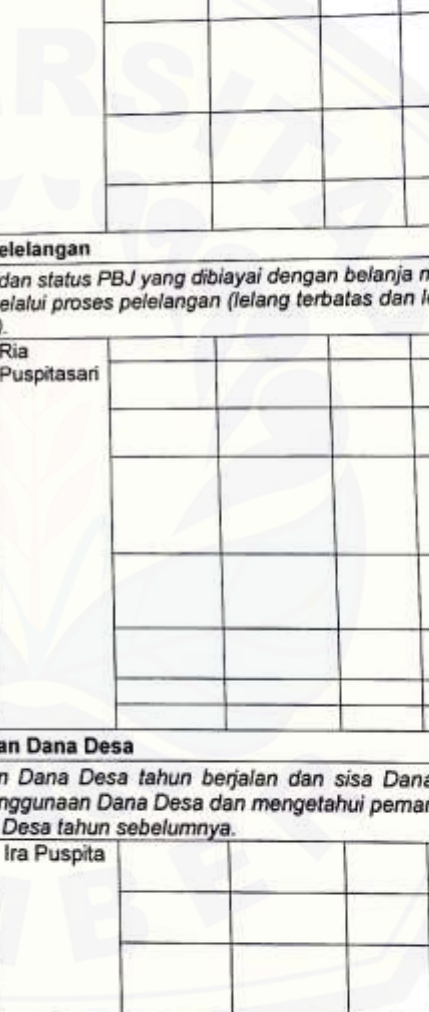 elelangan
dan status PBJ yang dibiayai dengan belanja
elalui proses pelelangan (lelang terbatas dan
).
Ria
Puspitasari
an Dana Desa
n Dana Desa tahun berjalan dan sisa Dana
nggunaan Dana Desa dan mengetahui pemar
Desa tahun sebelumnya.
Ira Puspita